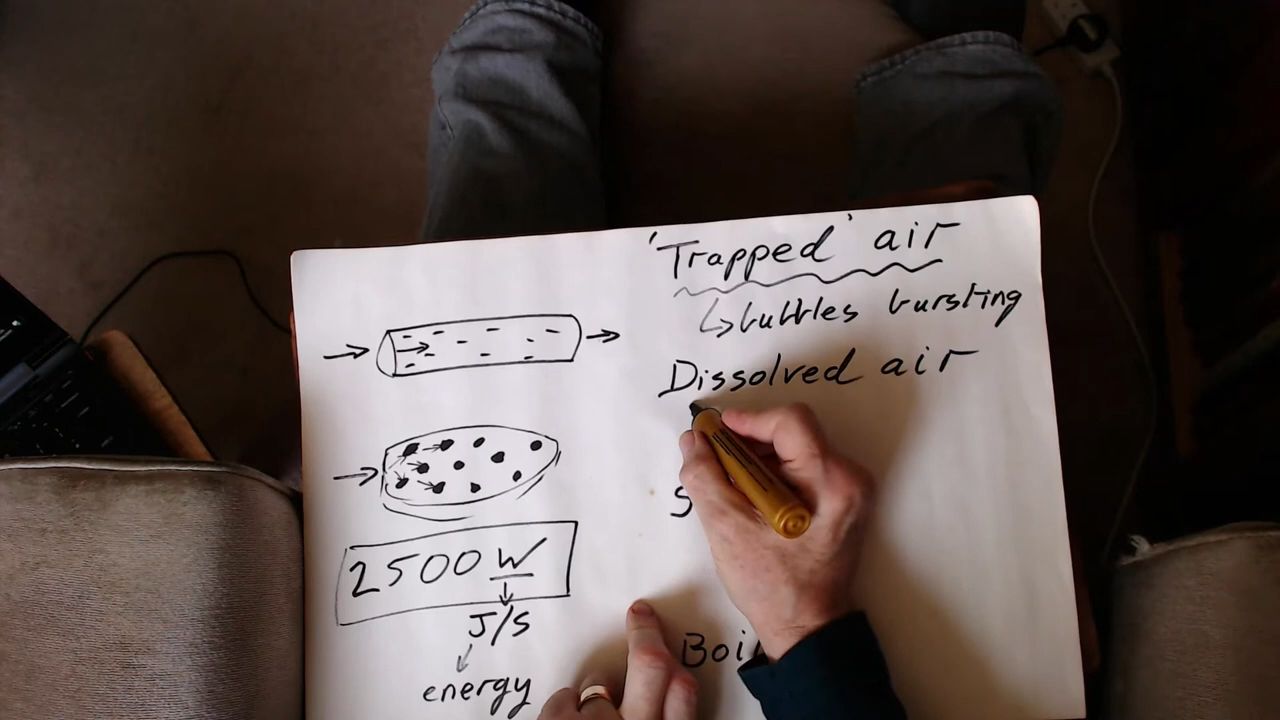 'Trapped' air
↳bubbles bursting
Dissolved air
2500 W
J/S
energy